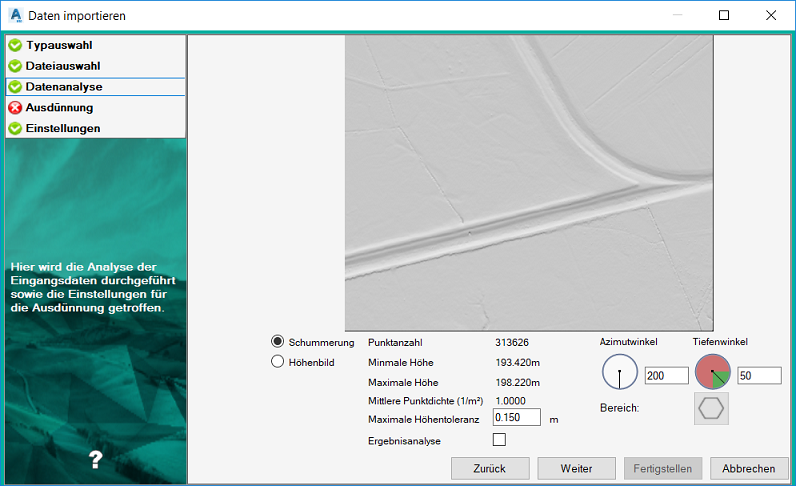 Daten importieren
Typauswahl
Dateiauswahl
Datenanalyse
Ausdünnung
Einstellungen
Hier wird die Analyse der
Eingangsdaten durchgeführt
sowie die Einstellungen für
die Ausdünnung getroffen.
?
Schummerung
Höhenbild
Punktanzahl 313626
Minmale Höhe 193.420m
Maximale Höhe 198.220m
Mittlere Punktdichte (1/m²) 1.0000
Maximale Höhentoleranz 0.150 m
Ergebnisanalyse
Azimutwinkel Tiefenwinkel
200 50
Bereich:
Zurück Weiter Fertigstellen Abbrechen